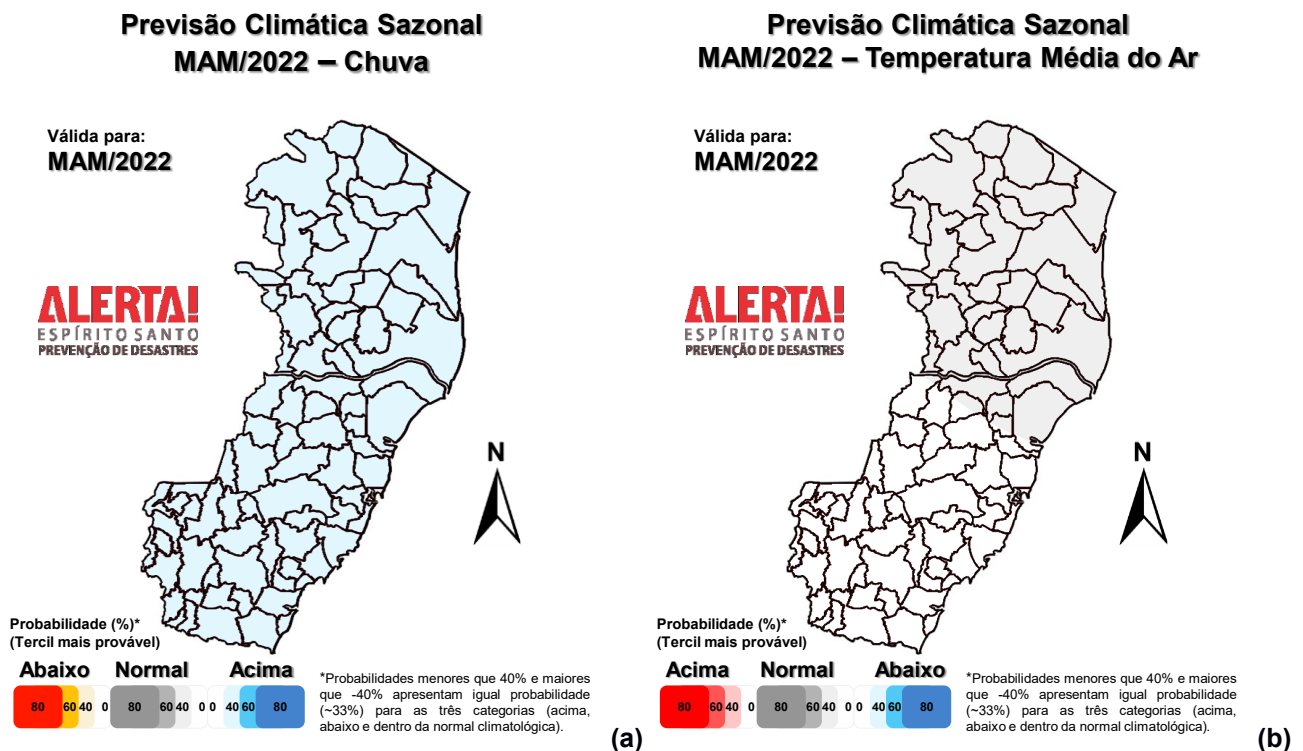 Previsão Climática Sazonal
MAM/2022 – Chuva
Válida para:
MAM/2022
ALERTA!
ESPÍRITO SANTO
PREVENÇÃO DE DESASTRES
N
Probabilidade (%)*
(Tercil mais provável)
Abaixo Normal Acima
80 60 40 0 80 60 40 0 0 40 60 80
*Probabilidades menores que 40% e maiores
que -40% apresentam igual probabilidade
(~33%) para as três categorias (acima,
abaixo e dentro da normal climatológica).
(a)
Previsão Climática Sazonal
MAM/2022 – Temperatura Média do Ar
Válida para:
MAM/2022
ALERTA!
ESPÍRITO SANTO
PREVENÇÃO DE DESASTRES
N
Probabilidade (%)*
(Tercil mais provável)
Acima Normal Abaixo
80 60 40 0 80 60 40 0 0 40 60 80
*Probabilidades menores que 40% e maiores
que -40% apresentam igual probabilidade
(~33%) para as três categorias (acima,
abaixo e dentro da normal climatológica).
(b)